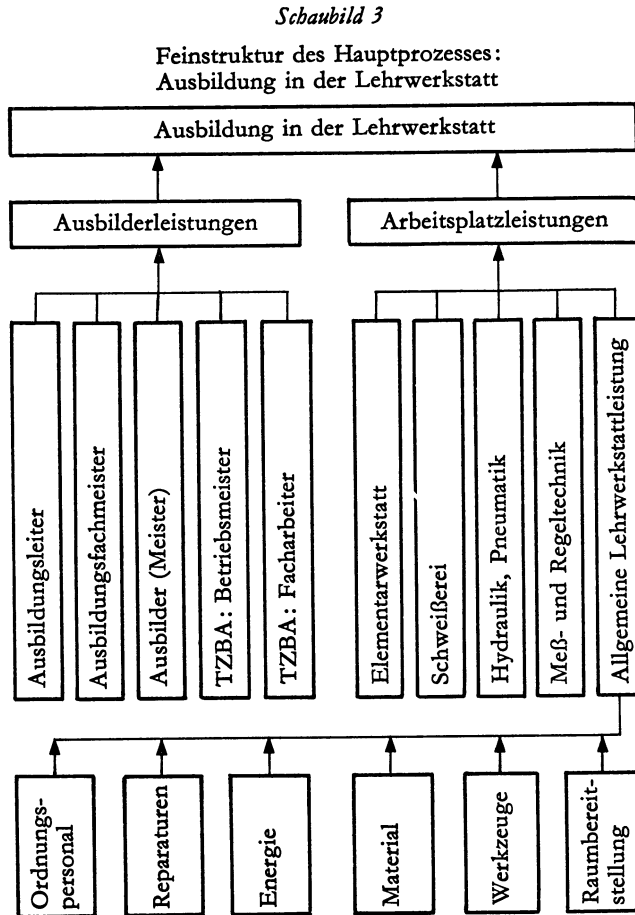 Schaubild 3
Feinstruktur des Hauptprozesses:
Ausbildung in der Lehrwerkstatt
Ausbildung in der Lehrwerkstatt
Ausbilderleistungen
Arbeitsplatzleistungen
Ausbildungsleiter
Ausbildungsfachmeister
Ausbilder (Meister)
TZBA: Betriebsmeister
TZBA: Facharbeiter
Elementarwerkstatt
Schweißerei
Hydraulik, Pneumatik
Meß- und Regeltechnik
Allgemeine Lehrwerkstattleistung
Ordnungs-
personal
Reparaturen
Energie
Material
Werkzeuge
Raumbereit-
stellung